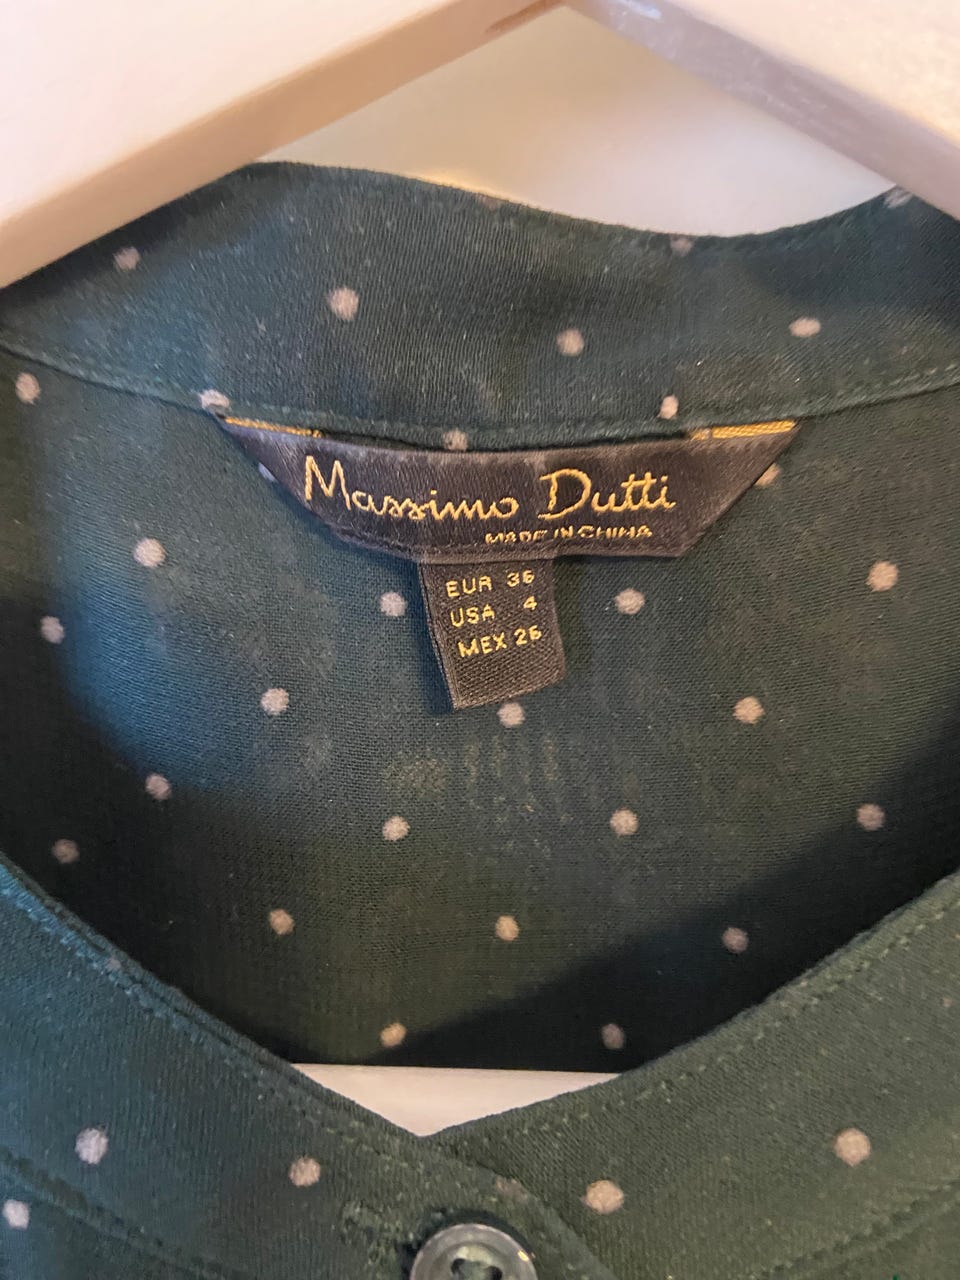 Massimo Dutti
MADE IN CHINA
EUR 36
USA 4
MEX 26